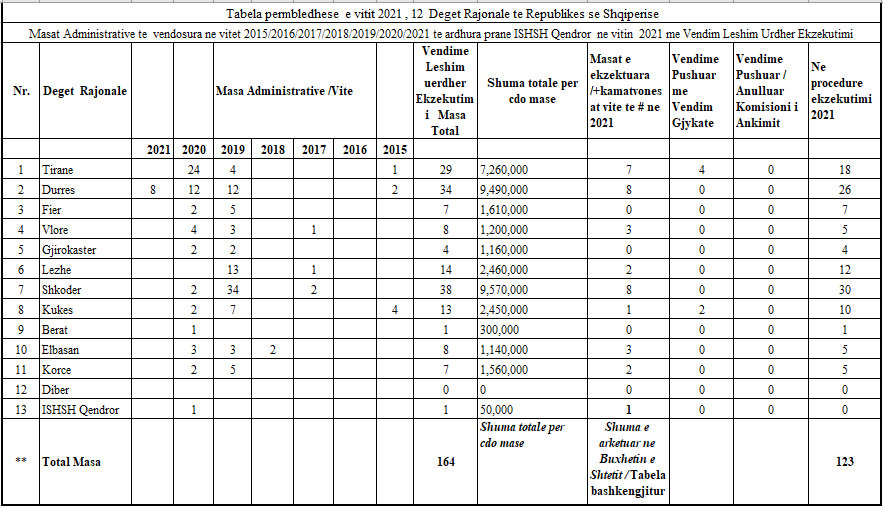 Tabela permbledhese e vitit 2021 , 12 Deget Rajonale te Republikes se Shqiperise
Masat Administrative te vendosura ne vitet 2015/2016/2017/2018/2019/2020/2021 te ardhura prane ISHSH Qendror ne vitin 2021 me Vendim Leshim Urdher Ekzekutimi
Nr. Deget Rajonale Masa Administrative /Vite Vendime Leshim uerdher Ekzekutim i Masa Total Shuma totale per cdo mase Masat e ekzektuara /+kamatvones at vite te # ne 2021 Vendime Pushuar me Vendim Gjykate Vendime Pushuar / Anulluar Komisioni i Ankimit Ne procedure ekzekutimi 2021
2021 2020 2019 2018 2017 2016 2015
1 Tirane 24 4 1 29 7,260,000 7 4 0 18
2 Durres 8 12 12 2 34 9,490,000 8 0 0 26
3 Fier 2 5 7 1,610,000 0 0 0 7
4 Vlore 4 3 1 8 1,200,000 3 0 0 5
5 Gjirokaster 2 2 4 1,160,000 0 0 0 4
6 Lezhe 13 1 14 2,460,000 2 0 0 12
7 Shkoder 2 34 2 38 9,570,000 8 0 0 30
8 Kukes 2 7 4 13 2,450,000 1 2 0 10
9 Berat 1 1 300,000 0 0 0 1
10 Elbasan 3 3 2 8 1,140,000 3 0 0 5
11 Korce 2 5 7 1,560,000 2 0 0 5
12 Diber 0 0 0 0 0 0
13 ISHSH Qendror 1 1 50,000 1 0 0 0
** Total Masa 164 Shuma totale per cdo mase Shuma e arketuar ne Buxhetin e Shtetit /Tabela bashkengjitur 123